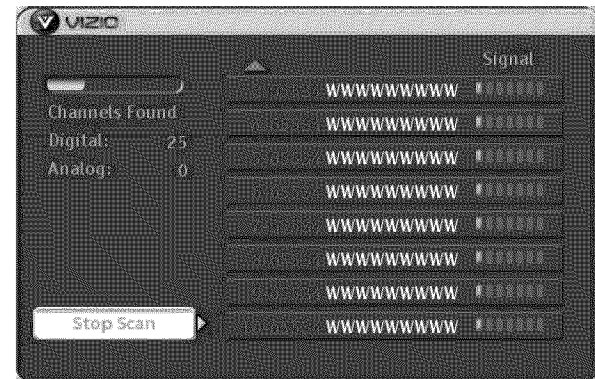 VIZIO
Signal
Channels Found
Digital: 25
Analog: 0
WWWWWWWWW
WWWWWWWWW
WWWWWWWWW
WWWWWWWWW
WWWWWWWWW
WWWWWWWWW
WWWWWWWWW
WWWWWWWWW
Stop Scan